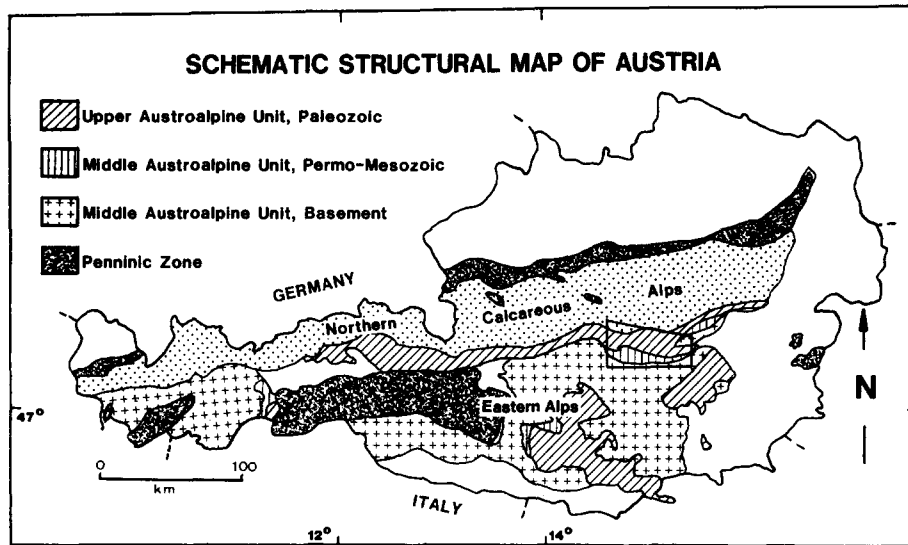 SCHEMATIC STRUCTURAL MAP OF AUSTRIA
Upper Austroalpine Unit, Paleozoic
Middle Austroalpine Unit, Permo-Mesozoic
Middle Austroalpine Unit, Basement
Penninic Zone
GERMANY
Northern
Calcareous
Alps
Eastern Alps
ITALY
N
47°
0
100
km
12°
14°